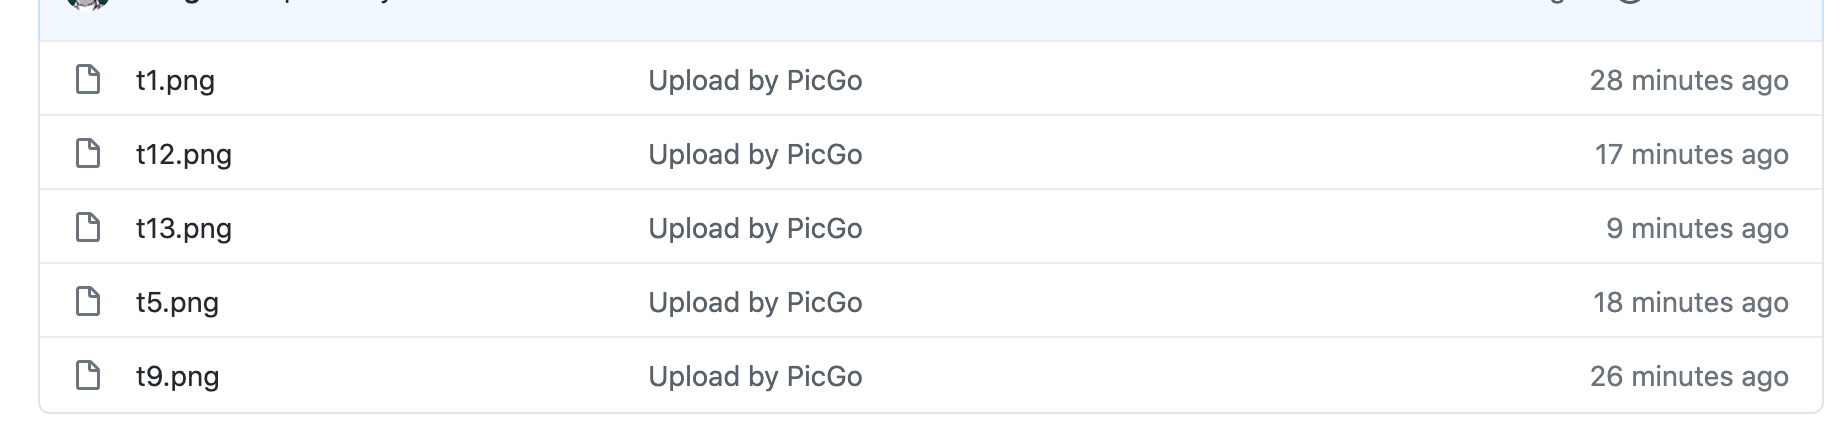 t1.png Upload by PicGo 28 minutes ago
t12.png Upload by PicGo 17 minutes ago
t13.png Upload by PicGo 9 minutes ago
t5.png Upload by PicGo 18 minutes ago
t9.png Upload by PicGo 26 minutes ago